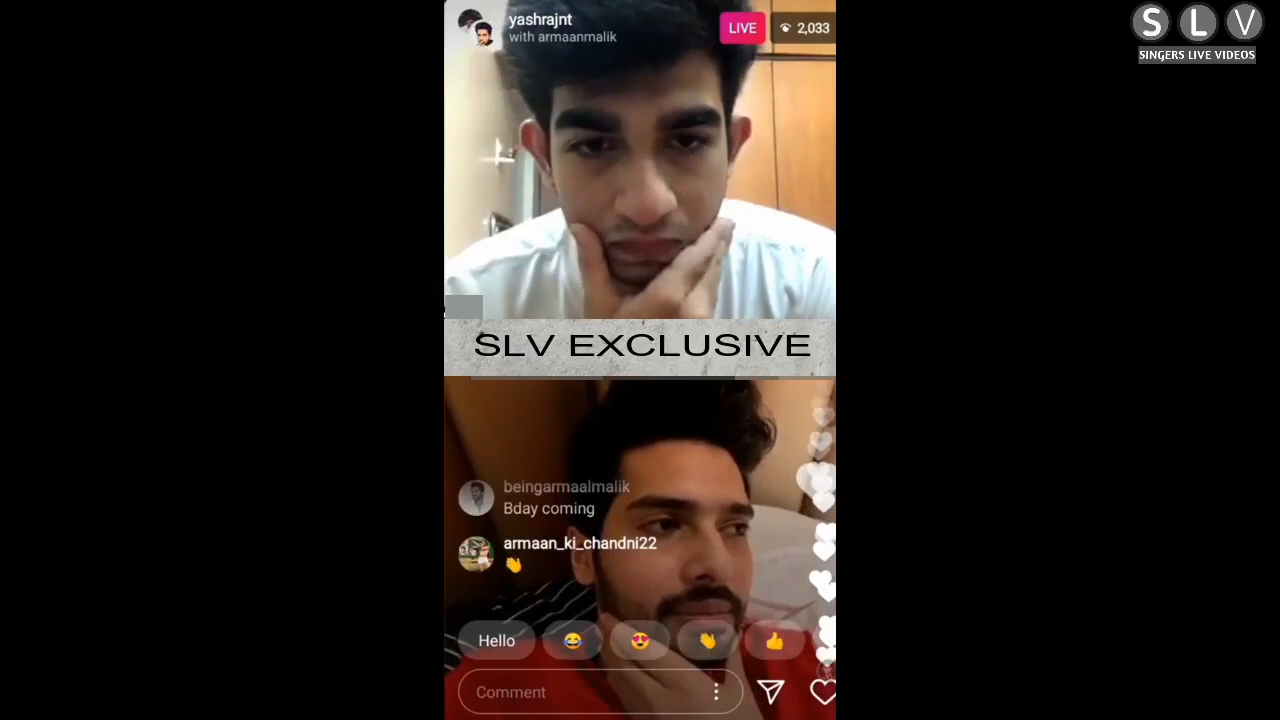 yashrajnt
with armaanmalik
LIVE
2,033
S L V
SINGERS LIVE VIDEOS
SLV EXCLUSIVE
beingarmaalmalik
Bday coming
armaan_ki_chandni22
👋
Hello 😂 😍 👋 👍
Comment